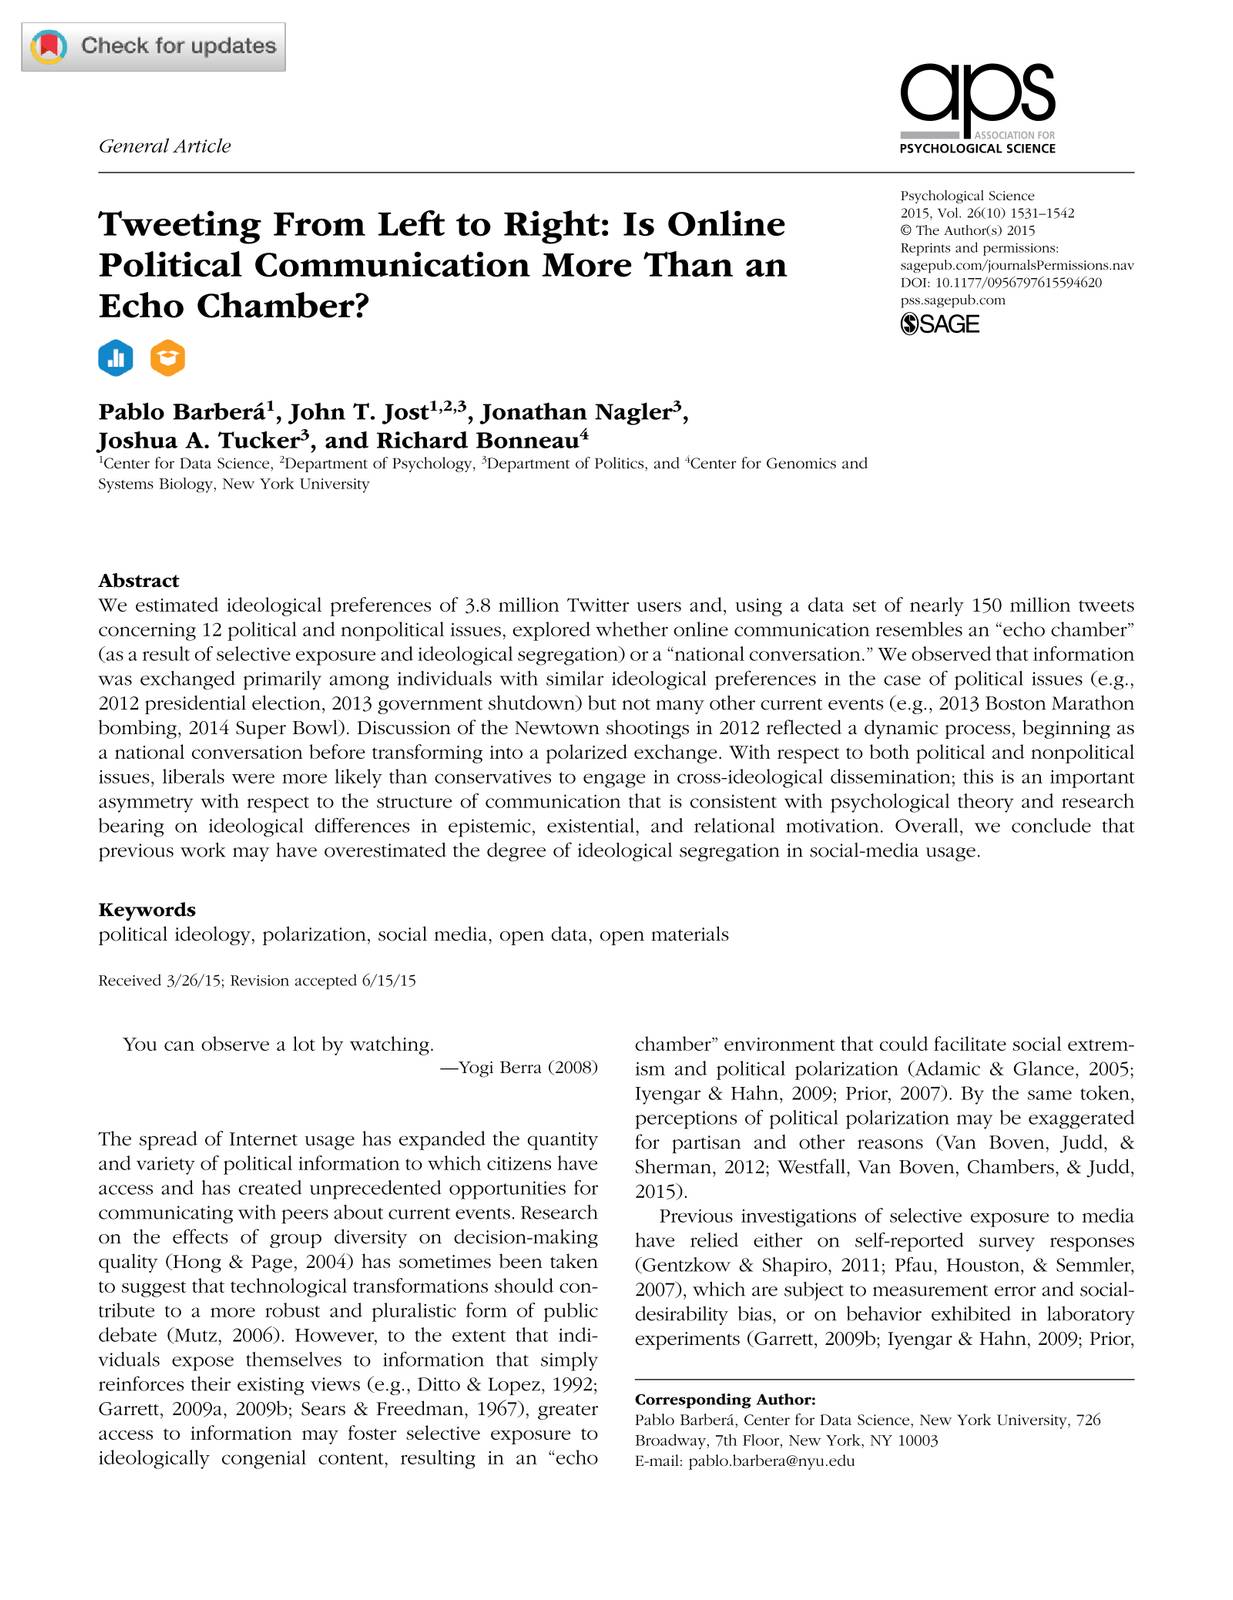 Check for updates
aps
ASSOCIATION FOR
PSYCHOLOGICAL SCIENCE
General Article
Psychological Science
2015, Vol. 26(10) 1531–1542
© The Author(s) 2015
Reprints and permissions:
sagepub.com/journalsPermissions.nav
DOI: 10.1177/0956797615594620
pss.sagepub.com
SAGE
Tweeting From Left to Right: Is Online
Political Communication More Than an
Echo Chamber?
Pablo Barberá1, John T. Jost1,2,3, Jonathan Nagler3,
Joshua A. Tucker3, and Richard Bonneau4
1Center for Data Science, 2Department of Psychology, 3Department of Politics, and 4Center for Genomics and
Systems Biology, New York University
Abstract
We estimated ideological preferences of 3.8 million Twitter users and, using a data set of nearly 150 million tweets
concerning 12 political and nonpolitical issues, explored whether online communication resembles an “echo chamber”
(as a result of selective exposure and ideological segregation) or a “national conversation.” We observed that information
was exchanged primarily among individuals with similar ideological preferences in the case of political issues (e.g.,
2012 presidential election, 2013 government shutdown) but not many other current events (e.g., 2013 Boston Marathon
bombing, 2014 Super Bowl). Discussion of the Newtown shootings in 2012 reflected a dynamic process, beginning as
a national conversation before transforming into a polarized exchange. With respect to both political and nonpolitical
issues, liberals were more likely than conservatives to engage in cross-ideological dissemination; this is an important
asymmetry with respect to the structure of communication that is consistent with psychological theory and research
bearing on ideological differences in epistemic, existential, and relational motivation. Overall, we conclude that
previous work may have overestimated the degree of ideological segregation in social-media usage.
Keywords
political ideology, polarization, social media, open data, open materials
Received 3/26/15; Revision accepted 6/15/15
You can observe a lot by watching.
—Yogi Berra (2008)
The spread of Internet usage has expanded the quantity
and variety of political information to which citizens have
access and has created unprecedented opportunities for
communicating with peers about current events. Research
on the effects of group diversity on decision-making
quality (Hong & Page, 2004) has sometimes been taken
to suggest that technological transformations should con-
tribute to a more robust and pluralistic form of public
debate (Mutz, 2006). However, to the extent that indi-
viduals expose themselves to information that simply
reinforces their existing views (e.g., Ditto & Lopez, 1992;
Garrett, 2009a, 2009b; Sears & Freedman, 1967), greater
access to information may foster selective exposure to
ideologically congenial content, resulting in an “echo
chamber” environment that could facilitate social extrem-
ism and political polarization (Adamic & Glance, 2005;
Iyengar & Hahn, 2009; Prior, 2007). By the same token,
perceptions of political polarization may be exaggerated
for partisan and other reasons (Van Boven, Judd, &
Sherman, 2012; Westfall, Van Boven, Chambers, & Judd,
2015).
Previous investigations of selective exposure to media
have relied either on self-reported survey responses
(Gentzkow & Shapiro, 2011; Pfau, Houston, & Semmler,
2007), which are subject to measurement error and social-
desirability bias, or on behavior exhibited in laboratory
experiments (Garrett, 2009b; Iyengar & Hahn, 2009; Prior,
Corresponding Author:
Pablo Barberá, Center for Data Science, New York University, 726
Broadway, 7th Floor, New York, NY 10003
E-mail: pablo.barbera@nyu.edu